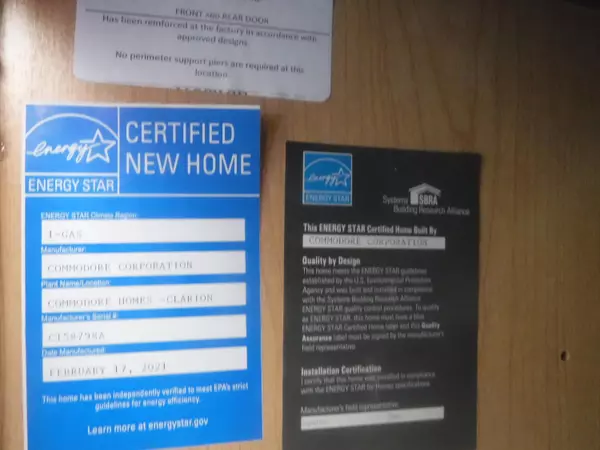 FRONT AND REAR DOOR
Has been reinforced at the factory in accordance with
approved designs.
No perimeter support piers are required at this
location
energy
ENERGY STAR
CERTIFIED
NEW HOME
ENERGY STAR Climate Region:
1-GAS
Manufacturer:
COMMODORE CORPORATION
Plant Name/Location:
COMMODORE HOMES -CLARION
Manufacturer's Serial #:
CI58798A
Date Manufactured:
FEBRUARY 17, 2021
This home has been independently verified to meet EPA's strict
guidelines for energy efficiency.
Learn more at energystar.gov
energy
ENERGY STAR
Systems SBRA
Building Research Alliance
This ENERGY STAR Certified Home Built By
COMMODORE CORPORATION
Quality by Design
This home meets the ENERGY STAR guidelines
established by the U.S. Environmental Protection
Agency and was built and installed in compliance
with the Systems Building Research Alliance
ENERGY STAR quality control procedures. To qualify
as ENERGY STAR, this home must have a blue
ENERGY STAR Certified Home label and this Quality
Assurance label must be signed by the manufacturer's
field representative.
Installation Certification
I certify that this home was installed in compliance
with the ENERGY STAR for Homes specifications.
Manufacturer's field representative: